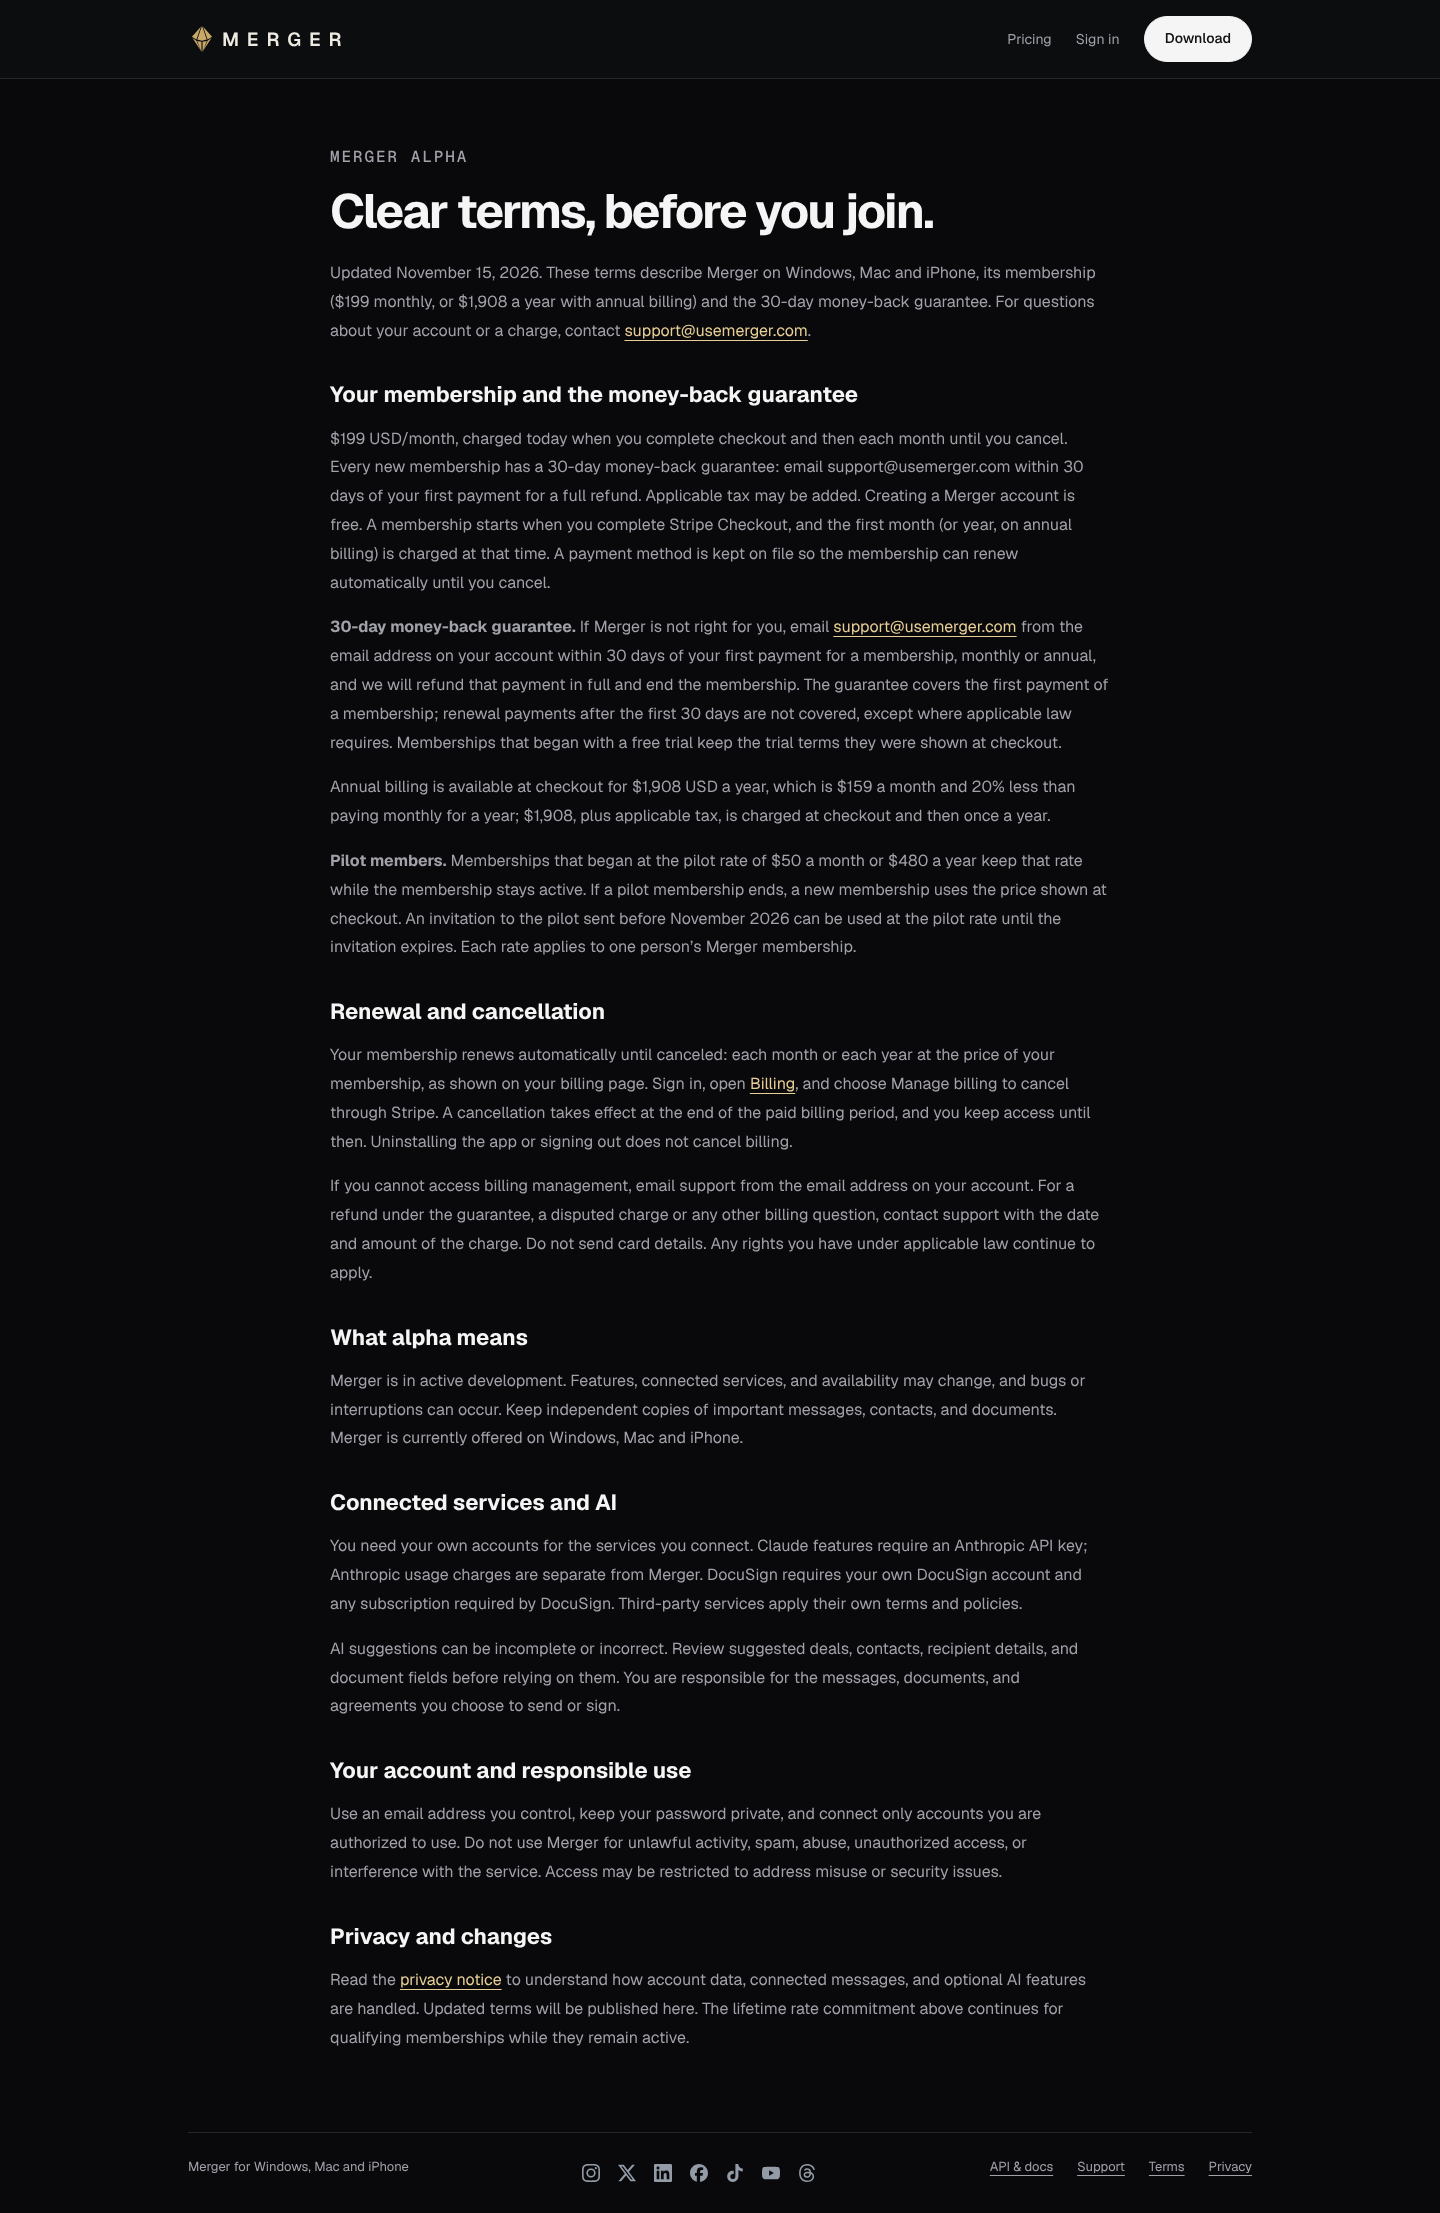 MERGER
Pricing
Sign in
Download
MERGER ALPHA
Clear terms, before you join.
Updated November 15, 2026. These terms describe Merger on Windows, Mac and iPhone, its membership
($199 monthly, or $1,908 a year with annual billing) and the 30-day money-back guarantee. For questions
about your account or a charge, contact support@usemerger.com.
Your membership and the money-back guarantee
$199 USD/month, charged today when you complete checkout and then each month until you cancel.
Every new membership has a 30-day money-back guarantee: email support@usemerger.com within 30
days of your first payment for a full refund. Applicable tax may be added. Creating a Merger account is
free. A membership starts when you complete Stripe Checkout, and the first month (or year, on annual
billing) is charged at that time. A payment method is kept on file so the membership can renew
automatically until you cancel.
30-day money-back guarantee. If Merger is not right for you, email support@usemerger.com from the
email address on your account within 30 days of your first payment for a membership, monthly or annual,
and we will refund that payment in full and end the membership. The guarantee covers the first payment of
a membership; renewal payments after the first 30 days are not covered, except where applicable law
requires. Memberships that began with a free trial keep the trial terms they were shown at checkout.
Annual billing is available at checkout for $1,908 USD a year, which is $159 a month and 20% less than
paying monthly for a year; $1,908, plus applicable tax, is charged at checkout and then once a year.
Pilot members. Memberships that began at the pilot rate of $50 a month or $480 a year keep that rate
while the membership stays active. If a pilot membership ends, a new membership uses the price shown at
checkout. An invitation to the pilot sent before November 2026 can be used at the pilot rate until the
invitation expires. Each rate applies to one person's Merger membership.
Renewal and cancellation
Your membership renews automatically until canceled: each month or each year at the price of your
membership, as shown on your billing page. Sign in, open Billing, and choose Manage billing to cancel
through Stripe. A cancellation takes effect at the end of the paid billing period, and you keep access until
then. Uninstalling the app or signing out does not cancel billing.
If you cannot access billing management, email support from the email address on your account. For a
refund under the guarantee, a disputed charge or any other billing question, contact support with the date
and amount of the charge. Do not send card details. Any rights you have under applicable law continue to
apply.
What alpha means
Merger is in active development. Features, connected services, and availability may change, and bugs or
interruptions can occur. Keep independent copies of important messages, contacts, and documents.
Merger is currently offered on Windows, Mac and iPhone.
Connected services and AI
You need your own accounts for the services you connect. Claude features require an Anthropic API key;
Anthropic usage charges are separate from Merger. DocuSign requires your own DocuSign account and
any subscription required by DocuSign. Third-party services apply their own terms and policies.
AI suggestions can be incomplete or incorrect. Review suggested deals, contacts, recipient details, and
document fields before relying on them. You are responsible for the messages, documents, and
agreements you choose to send or sign.
Your account and responsible use
Use an email address you control, keep your password private, and connect only accounts you are
authorized to use. Do not use Merger for unlawful activity, spam, abuse, unauthorized access, or
interference with the service. Access may be restricted to address misuse or security issues.
Privacy and changes
Read the privacy notice to understand how account data, connected messages, and optional AI features
are handled. Updated terms will be published here. The lifetime rate commitment above continues for
qualifying memberships while they remain active.
Merger for Windows, Mac and iPhone
API & docs
Support
Terms
Privacy